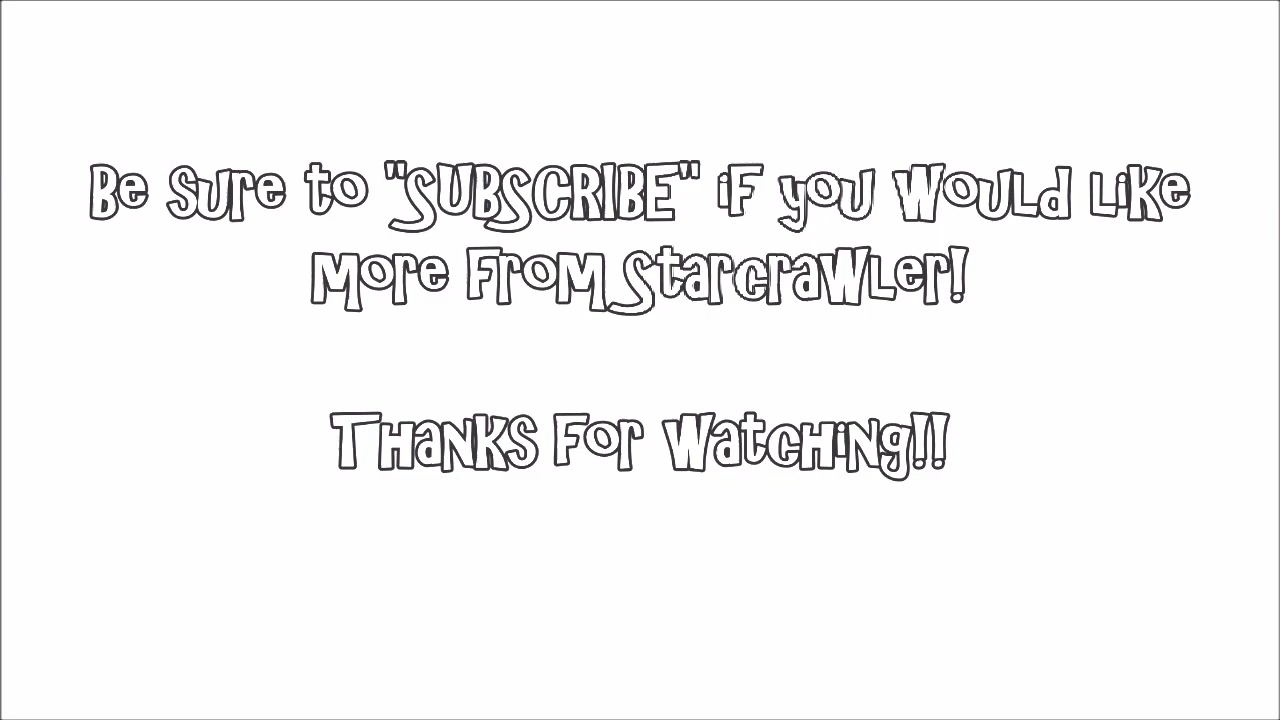 Be Sure to "SUBSCRIBE" iF you Would Like
More From Starcrawler!
Thanks For Watching!!